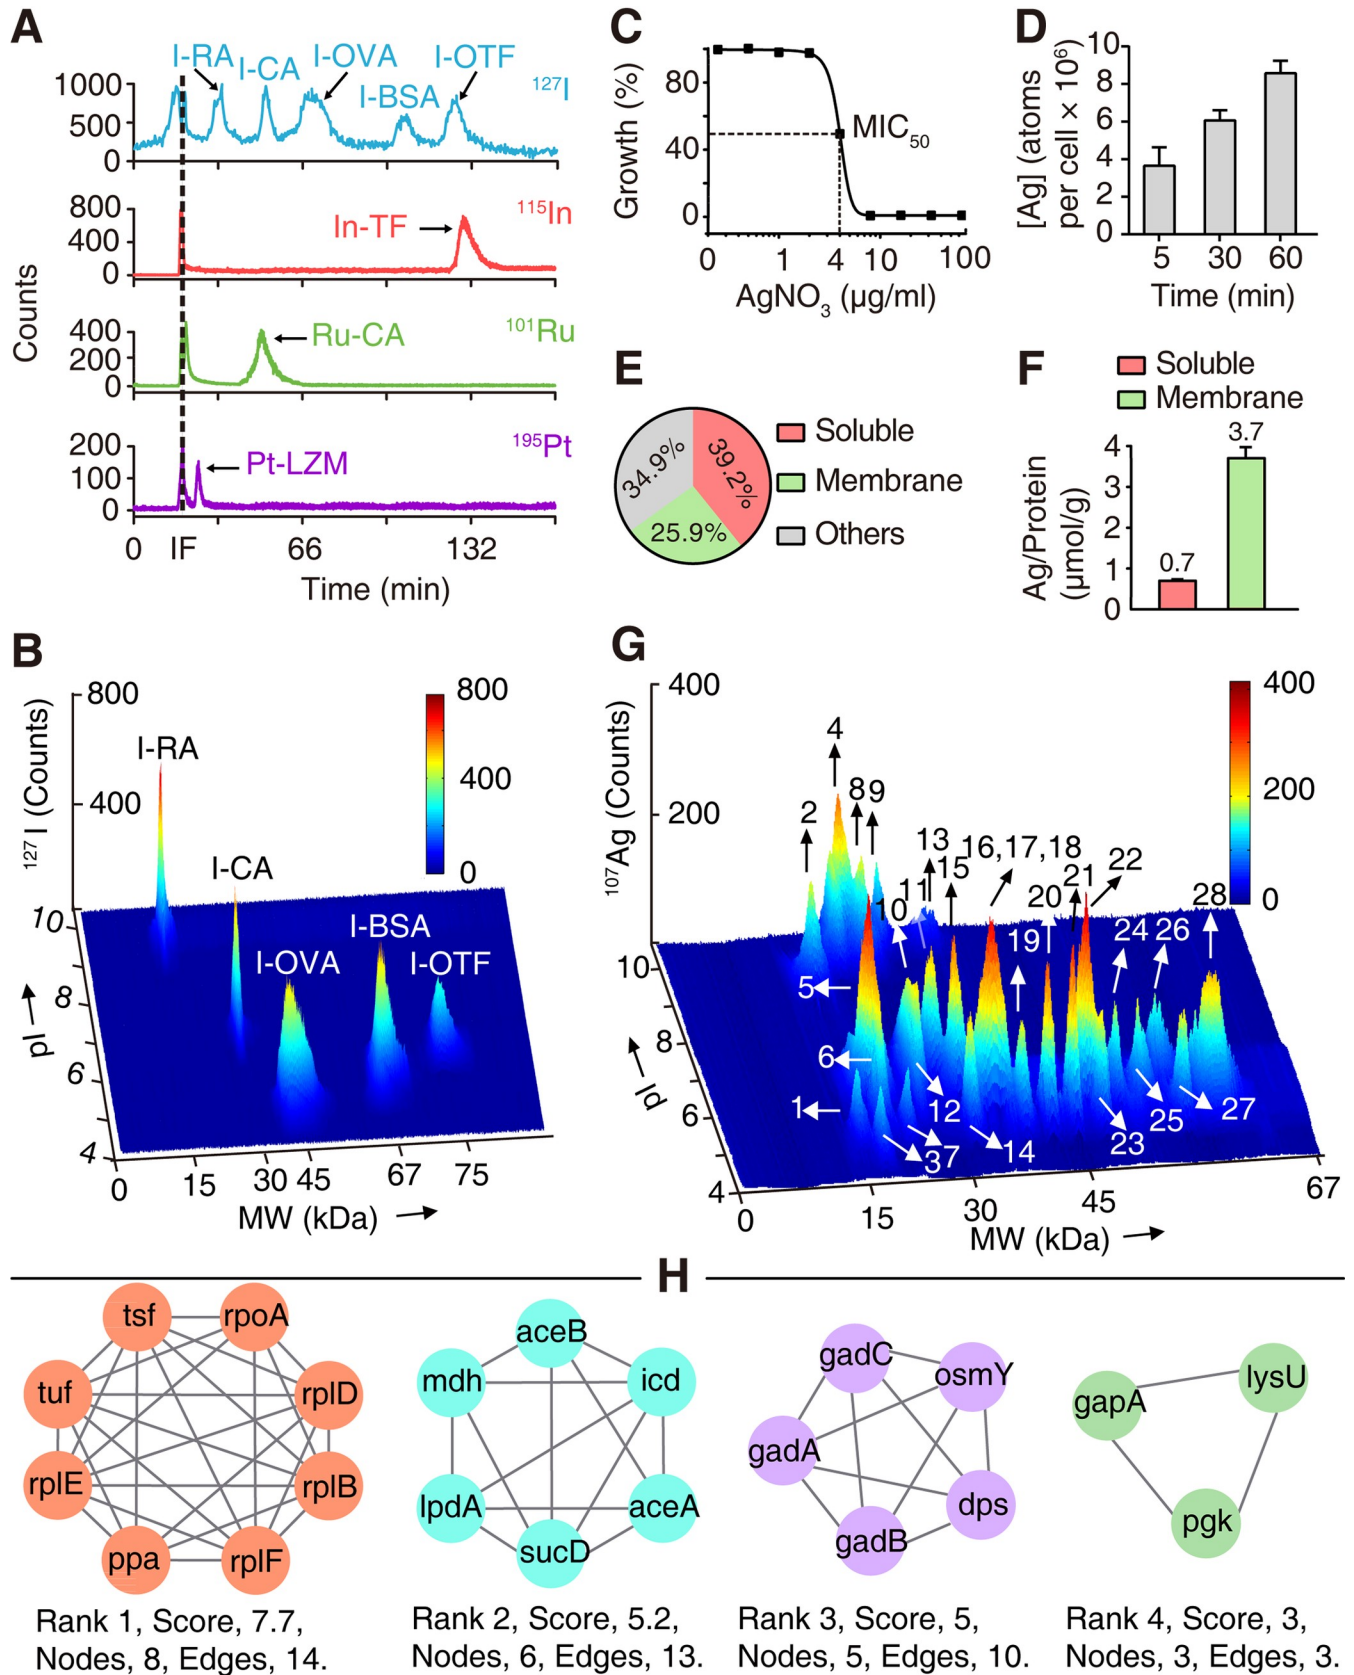 A
I-RA
I-CA
I-OVA
I-BSA
I-OTF
127I
1000
500
0
115In
In-TF
800
400
0
101Ru
Ru-CA
400
200
0
195Pt
Pt-LZM
200
100
0
Counts
0 IF 66 132
Time (min)
C
Growth (%)
80
40
0
MIC50
0 1 4 10 100
AgNO3 (μg/ml)
D
[Ag] (atoms
per cell × 10⁶)
10
8
6
4
2
0
5 30 60
Time (min)
E
39.2%
25.9%
34.9%
Soluble
Membrane
Others
F
Soluble
Membrane
Ag/Protein
(μmol/g)
4
3
2
1
0
0.7
3.7
B
127I (Counts)
800
400
I-RA
I-CA
I-OVA
I-BSA
I-OTF
800
400
0
10
8
6
4
pI
0 15 30 45 67 75
MW (kDa)
G
107Ag (Counts)
400
200
400
200
0
2
4
8
9
13
15
16,17,18
20
21
22
10
11
19
24
26
28
5
6
1
12
37
14
23
25
27
10
8
6
4
pI
0 15 30 45 67
MW (kDa)
H
tsf
rpoA
tuf
rplD
rplE
rplB
ppa
rplF
Rank 1, Score, 7.7,
Nodes, 8, Edges, 14.
aceB
mdh
icd
lpdA
aceA
sucD
Rank 2, Score, 5.2,
Nodes, 6, Edges, 13.
gadC
osmY
gadA
dps
gadB
Rank 3, Score, 5,
Nodes, 5, Edges, 10.
gapA
lysU
pgk
Rank 4, Score, 3,
Nodes, 3, Edges, 3.